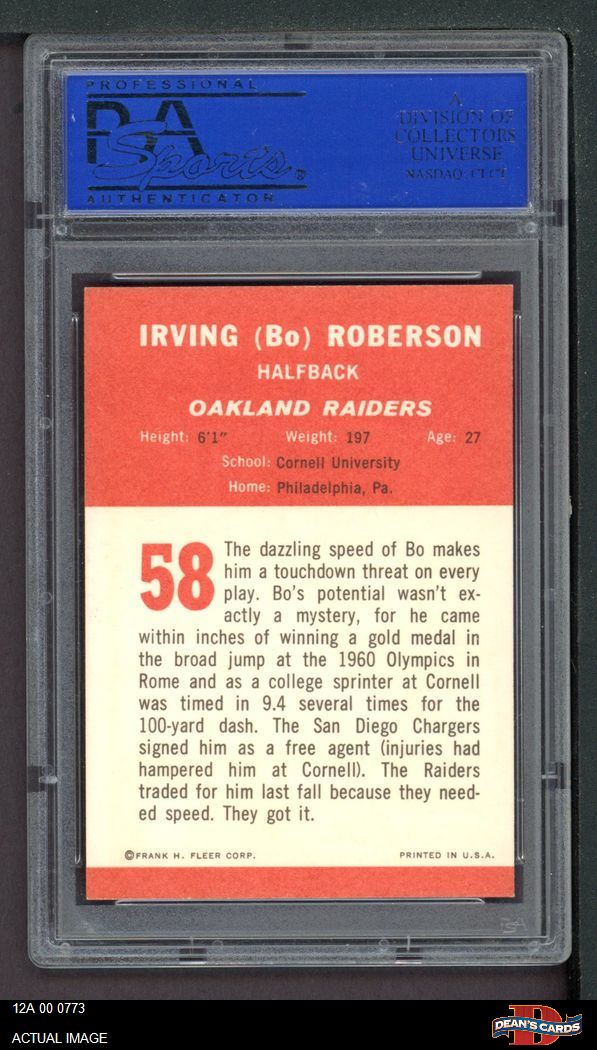 PROFESSIONAL
PSA
Sports®
AUTHENTICATOR
A
DIVISION OF
COLLECTORS
UNIVERSE
NASDAQ: CLCT
IRVING (Bo) ROBERSON
HALFBACK
OAKLAND RAIDERS
Height: 6'1" Weight: 197 Age: 27
School: Cornell University
Home: Philadelphia, Pa.
58 The dazzling speed of Bo makes
him a touchdown threat on every
play. Bo's potential wasn't ex-
actly a mystery, for he came
within inches of winning a gold medal in
the broad jump at the 1960 Olympics in
Rome and as a college sprinter at Cornell
was timed in 9.4 several times for the
100-yard dash. The San Diego Chargers
signed him as a free agent (injuries had
hampered him at Cornell). The Raiders
traded for him last fall because they need-
ed speed. They got it.
©FRANK H. FLEER CORP. PRINTED IN U.S.A.
12A 00 0773
ACTUAL IMAGE
D
DEAN'S CARDS